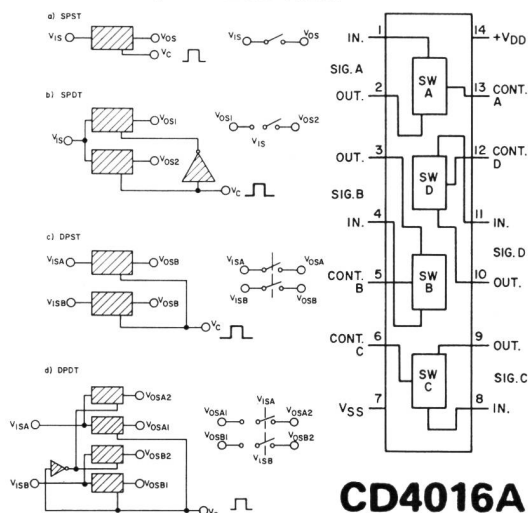 a) SPST
VIS VOS
VC
VIS VOS
b) SPDT
VOS1
VIS
VOS2
VC
VOS1 VOS2
VIS
c) DPST
VISA VOSB
VISB VOSB
VC
VISA VOSA
VISB VOSB
d) DPDT
VOSA2
VISA VOSA1
VOSB2
VISB VOSB1
VISA
VOSA1 VOSA2
VOSB1 VOSB2
VISB
IN. 1 14 +VDD
SIG. A
SW A
OUT. 2 13 CONT. A
OUT. 3 12 CONT. D
SW D
SIG. B
IN. 4 11 IN.
SIG. D
CONT. B 5 10 OUT.
SW B
CONT. C 6 9 OUT.
SW C
SIG. C
VSS 7 8 IN.
CD4016A